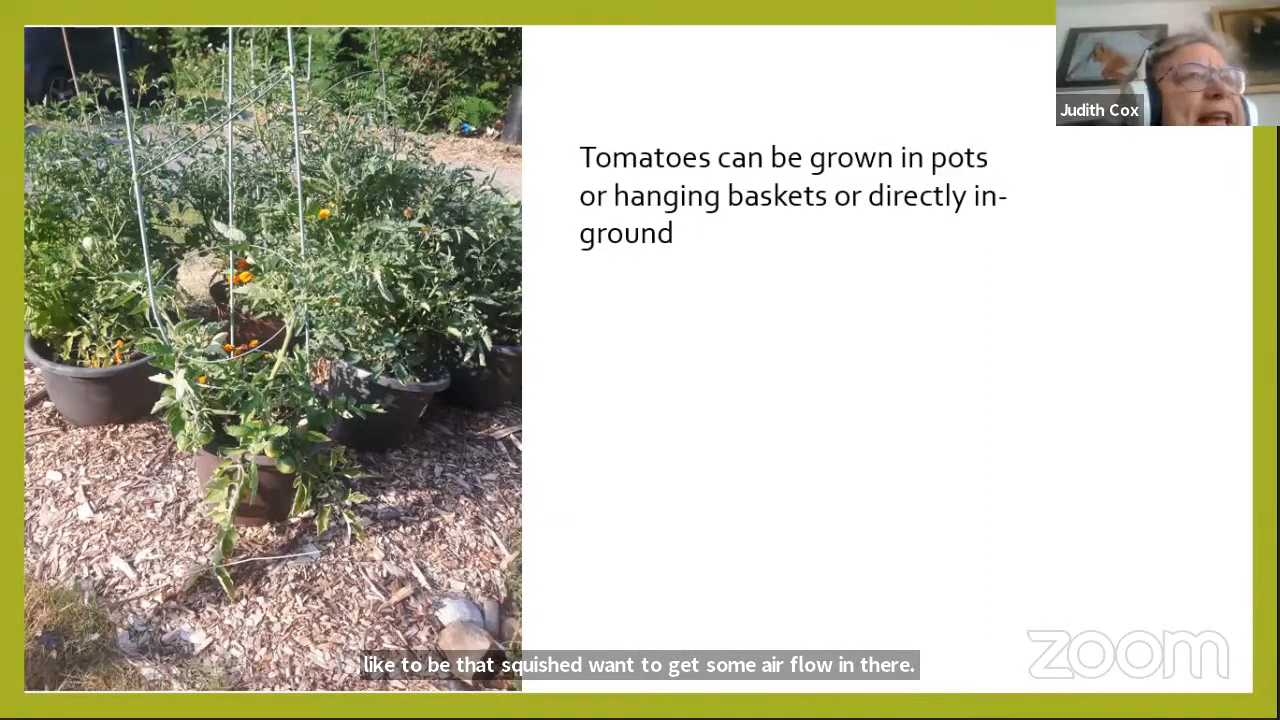 Judith Cox
Tomatoes can be grown in pots
or hanging baskets or directly in-
ground
like to be that squished want to get some air flow in there.
zoom